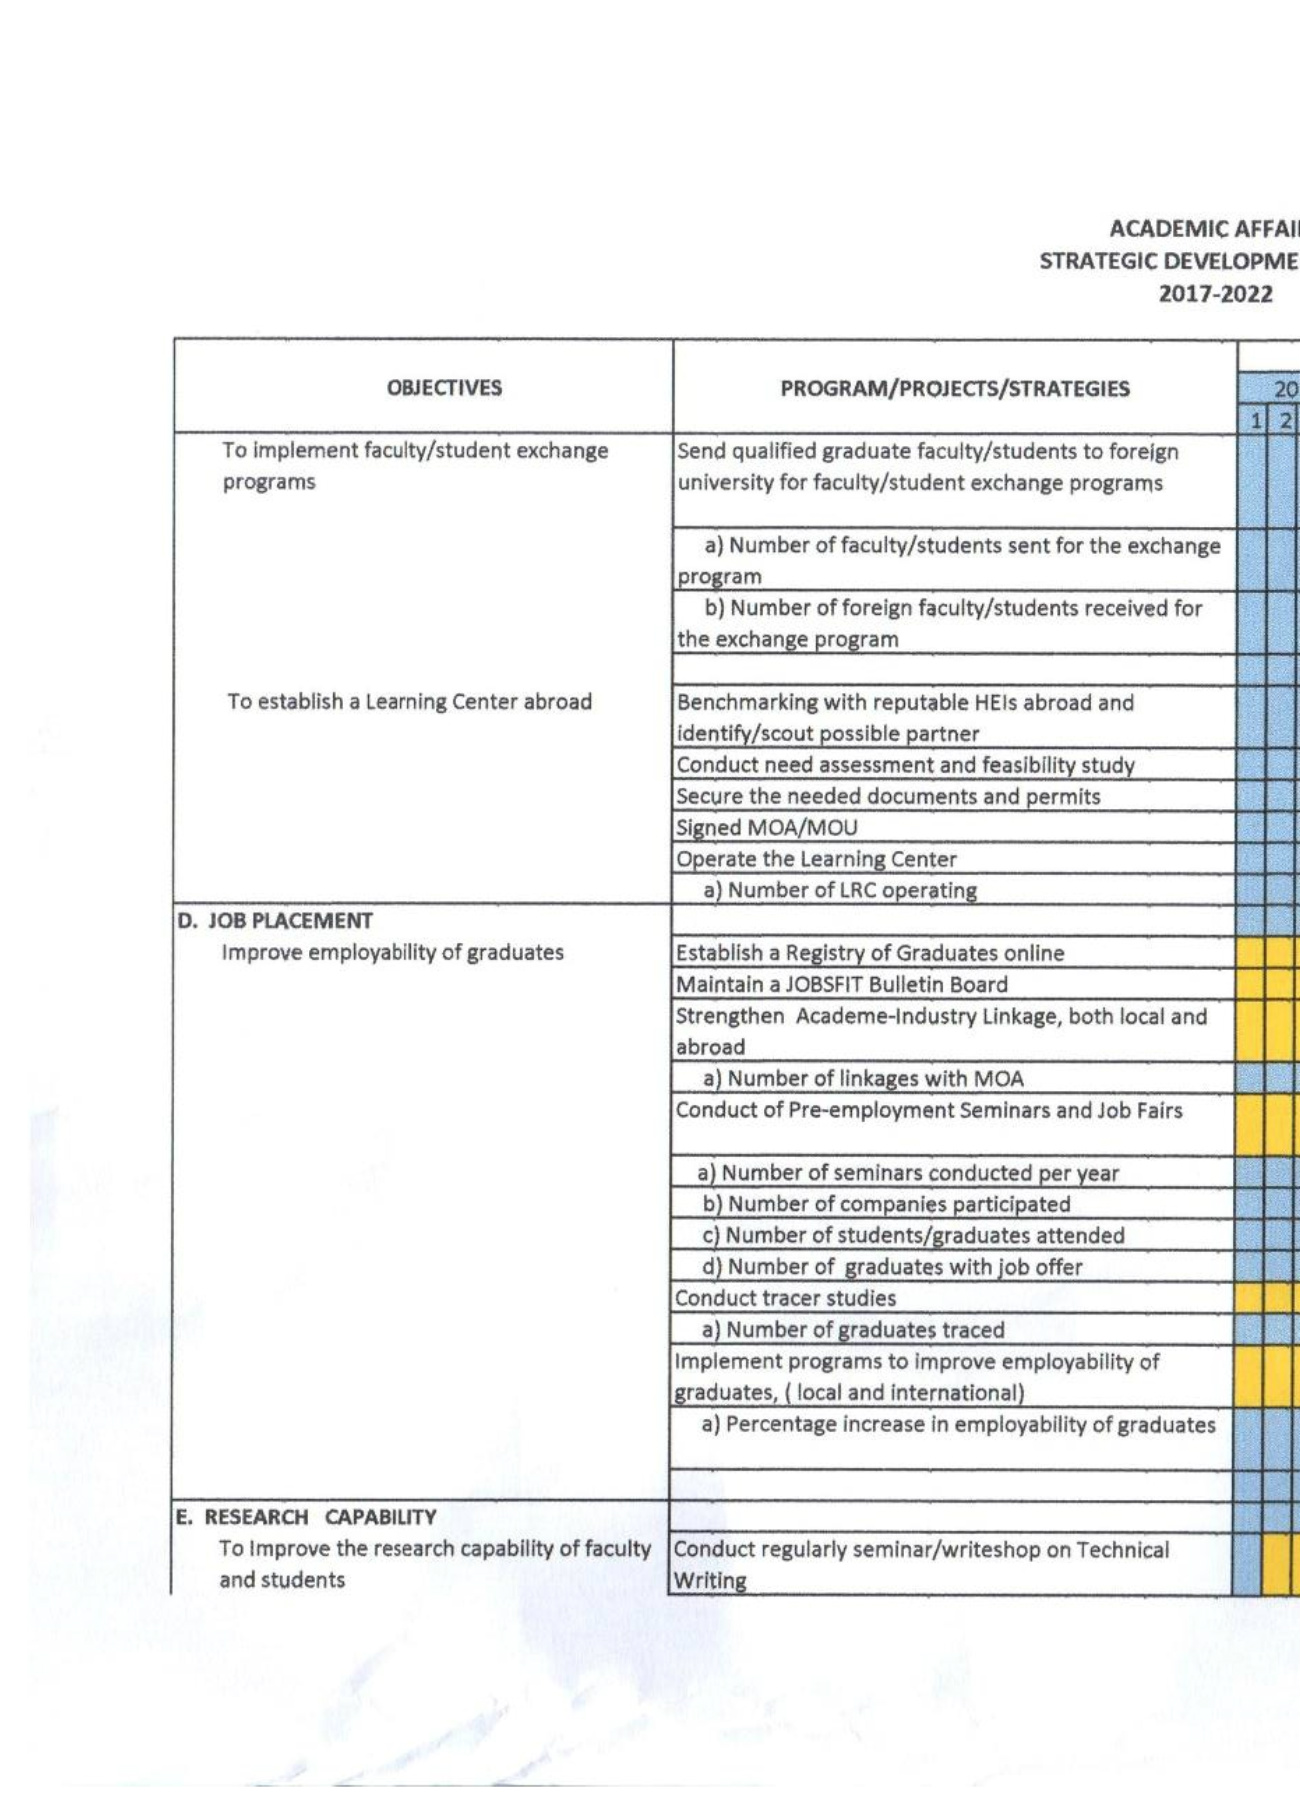 ACADEMIC AFFAI
STRATEGIC DEVELOPME
2017-2022
OBJECTIVES
PROGRAM/PROJECTS/STRATEGIES
20
1 2
To implement faculty/student exchange
programs
Send qualified graduate faculty/students to foreign
university for faculty/student exchange programs
a) Number of faculty/students sent for the exchange
program
b) Number of foreign faculty/students received for
the exchange program
To establish a Learning Center abroad
Benchmarking with reputable HEIs abroad and
identify/scout possible partner
Conduct need assessment and feasibility study
Secure the needed documents and permits
Signed MOA/MOU
Operate the Learning Center
a) Number of LRC operating
D. JOB PLACEMENT
Improve employability of graduates
Establish a Registry of Graduates online
Maintain a JOBSFIT Bulletin Board
Strengthen Academe-Industry Linkage, both local and
abroad
a) Number of linkages with MOA
Conduct of Pre-employment Seminars and Job Fairs
a) Number of seminars conducted per year
b) Number of companies participated
c) Number of students/graduates attended
d) Number of graduates with job offer
Conduct tracer studies
a) Number of graduates traced
Implement programs to improve employability of
graduates, ( local and international)
a) Percentage increase in employability of graduates
E. RESEARCH CAPABILITY
To Improve the research capability of faculty
and students
Conduct regularly seminar/writeshop on Technical
Writing